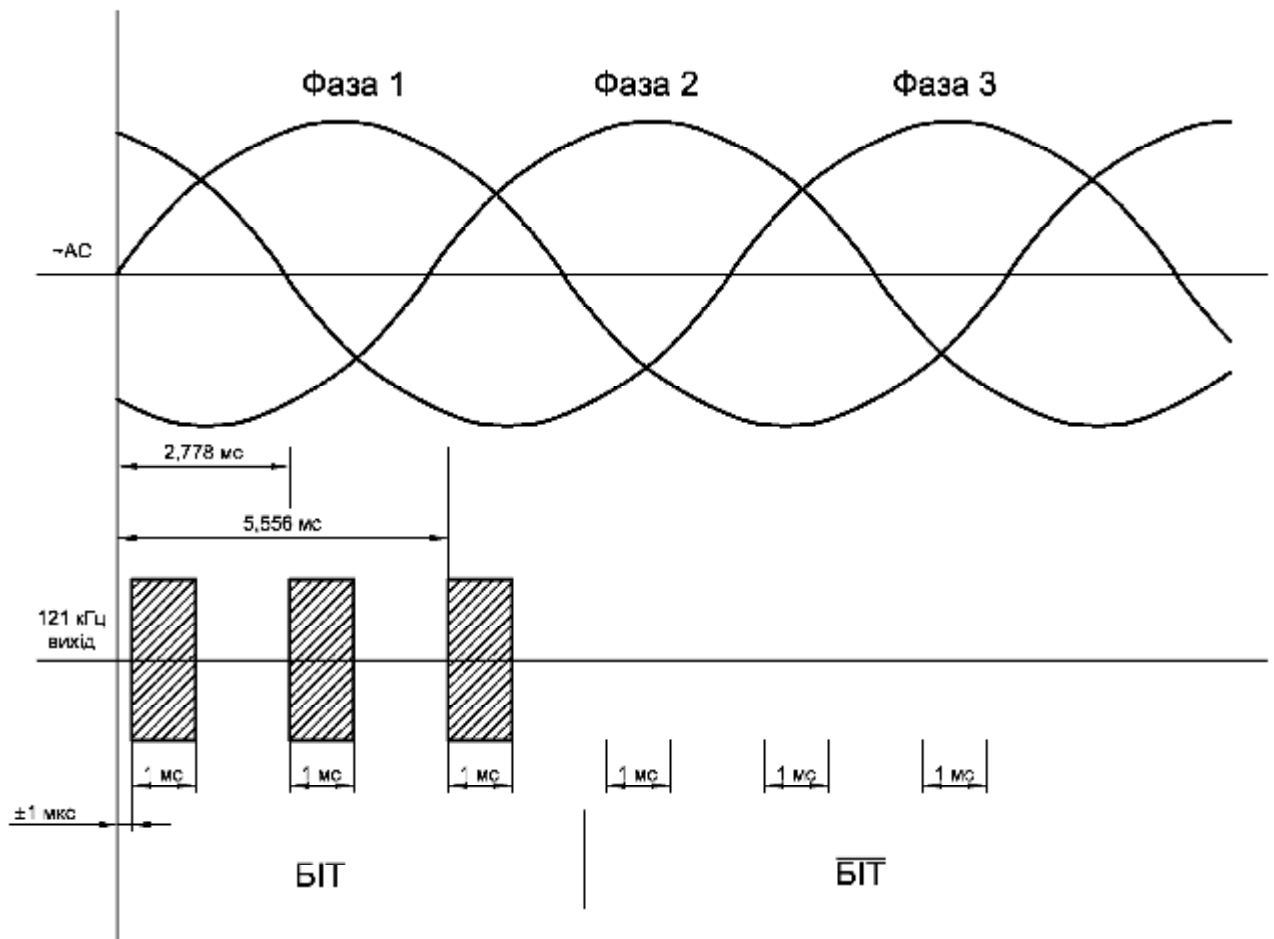 Фаза 1 Фаза 2 Фаза 3
~AC
2,778 мс
5,556 мс
121 кГц
вихід
1 мс 1 мс 1 мс 1 мс 1 мс 1 мс
±1 мкс
БІТ БІТ